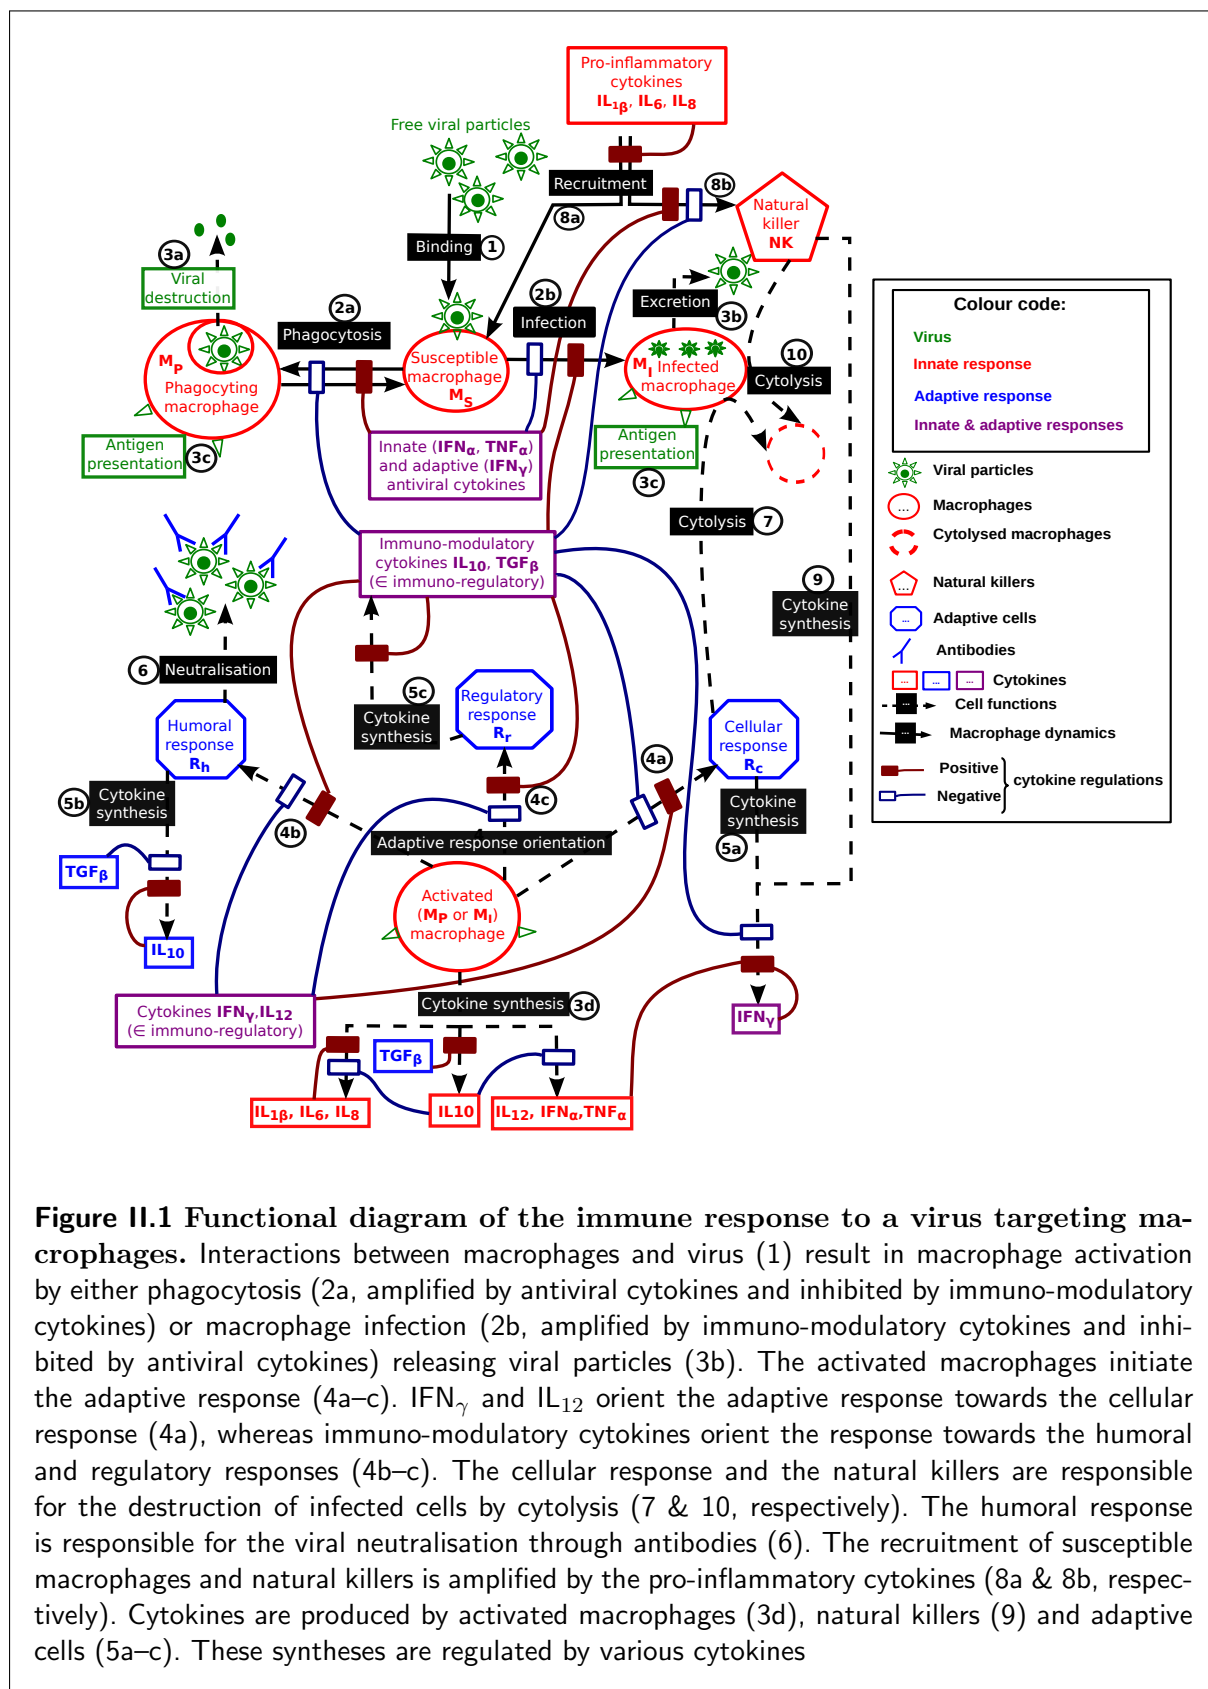 Pro-inflammatory
cytokines
IL1β, IL6, IL8
Free viral particles
Recruitment
8b
8a
Natural
killer
NK
Binding
1
3a
Viral
destruction
2a
Phagocytosis
2b
Infection
Excretion
3b
MP
Phagocyting
macrophage
Susceptible
macrophage
MS
MI
Infected
macrophage
10
Cytolysis
Antigen
presentation
3c
Innate (IFNα, TNFα)
and adaptive (IFNγ)
antiviral cytokines
Antigen
presentation
3c
Cytolysis
7
Immuno-modulatory
cytokines IL10, TGFβ
(∈ immuno-regulatory)
9
Cytokine
synthesis
6
Neutralisation
5c
Cytokine
synthesis
Regulatory
response
Rr
Humoral
response
Rh
Cellular
response
Rc
4a
5b
Cytokine
synthesis
4b
4c
Cytokine
synthesis
5a
Adaptive response orientation
TGFβ
IL10
Activated
(MP or MI)
macrophage
Cytokine synthesis
3d
Cytokines IFNγ,IL12
(∈ immuno-regulatory)
IFNγ
TGFβ
IL1β, IL6, IL8
IL10
IL12, IFNα,TNFα
Colour code:
Virus
Innate response
Adaptive response
Innate & adaptive responses
Viral particles
...
Macrophages
Cytolysed macrophages
...
Natural killers
...
Adaptive cells
Antibodies
... ... ...
Cytokines
...
Cell functions
...
Macrophage dynamics
Positive
Negative
cytokine regulations
Figure II.1 Functional diagram of the immune response to a virus targeting ma-
crophages. Interactions between macrophages and virus (1) result in macrophage activation
by either phagocytosis (2a, amplified by antiviral cytokines and inhibited by immuno-modulatory
cytokines) or macrophage infection (2b, amplified by immuno-modulatory cytokines and inhi-
bited by antiviral cytokines) releasing viral particles (3b). The activated macrophages initiate
the adaptive response (4a–c). IFNγ and IL12 orient the adaptive response towards the cellular
response (4a), whereas immuno-modulatory cytokines orient the response towards the humoral
and regulatory responses (4b–c). The cellular response and the natural killers are responsible
for the destruction of infected cells by cytolysis (7 & 10, respectively). The humoral response
is responsible for the viral neutralisation through antibodies (6). The recruitment of susceptible
macrophages and natural killers is amplified by the pro-inflammatory cytokines (8a & 8b, respec-
tively). Cytokines are produced by activated macrophages (3d), natural killers (9) and adaptive
cells (5a–c). These syntheses are regulated by various cytokines